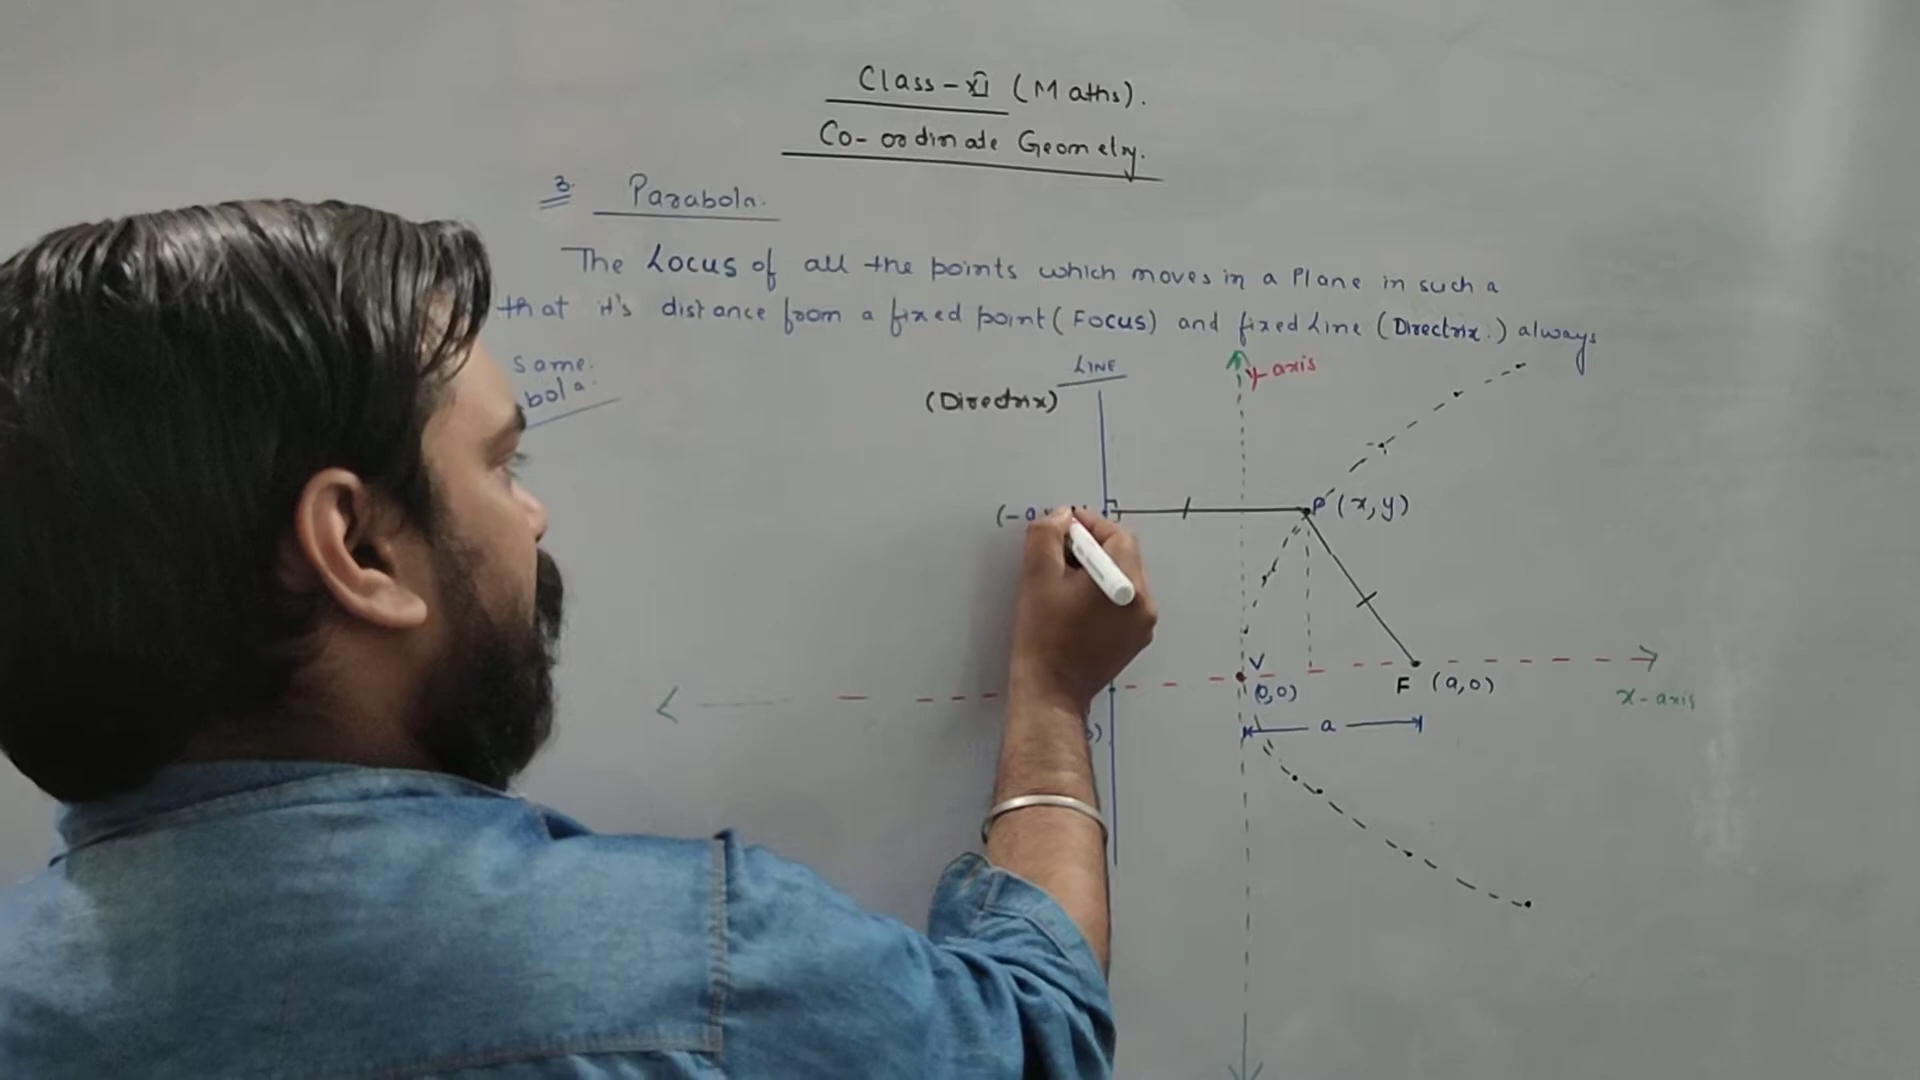 Class-XI (Maths).
Co-ordinate Geometry.
3. Parabola.
The Locus of all the points which moves in a Plane in such a
that it's distance from a fixed point (Focus) and fixed Line (Directrix.) always
same.
bola.
LINE
(Directrix)
y-axis
(-a
P (x,y)
V
(0,0)
F (a,0)
x-axis
a